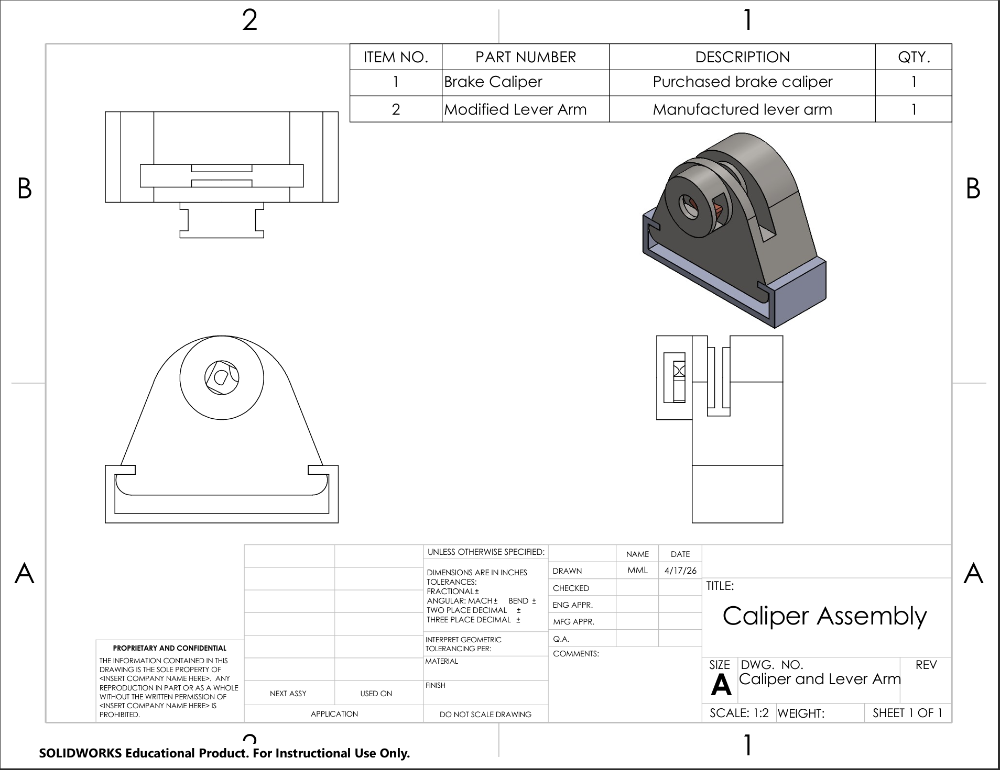 2 1
ITEM NO. PART NUMBER DESCRIPTION QTY.
1 Brake Caliper Purchased brake caliper 1
2 Modified Lever Arm Manufactured lever arm 1
B B
A A
UNLESS OTHERWISE SPECIFIED:
DIMENSIONS ARE IN INCHES
TOLERANCES:
FRACTIONAL±
ANGULAR: MACH± BEND ±
TWO PLACE DECIMAL ±
THREE PLACE DECIMAL ±
INTERPRET GEOMETRIC
TOLERANCING PER:
MATERIAL
FINISH
DO NOT SCALE DRAWING
NAME DATE
DRAWN MML 4/17/26
CHECKED
ENG APPR.
MFG APPR.
Q.A.
COMMENTS:
TITLE:
Caliper Assembly
SIZE DWG. NO. REV
A Caliper and Lever Arm
SCALE: 1:2 WEIGHT: SHEET 1 OF 1
PROPRIETARY AND CONFIDENTIAL
THE INFORMATION CONTAINED IN THIS
DRAWING IS THE SOLE PROPERTY OF
<INSERT COMPANY NAME HERE>. ANY
REPRODUCTION IN PART OR AS A WHOLE
WITHOUT THE WRITTEN PERMISSION OF
<INSERT COMPANY NAME HERE> IS
PROHIBITED.
NEXT ASSY USED ON
APPLICATION
2 1
SOLIDWORKS Educational Product. For Instructional Use Only.